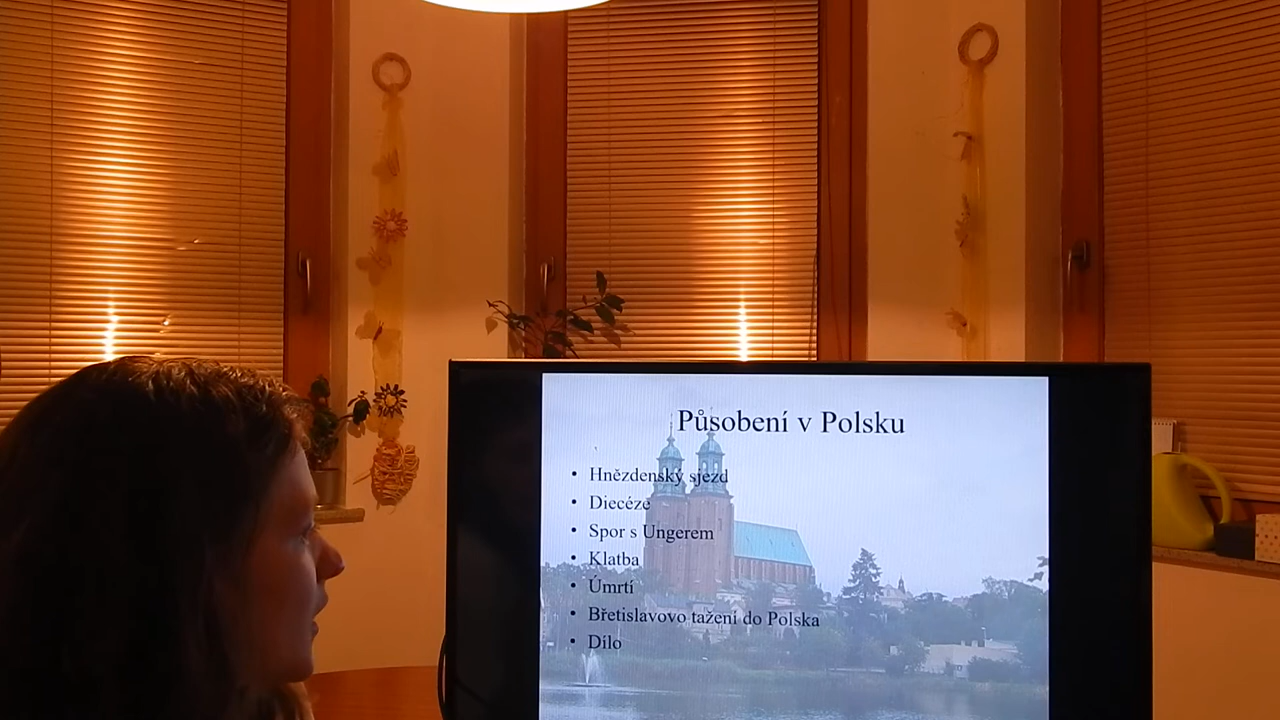 Působení v Polsku
• Hnězdenský sjezd
• Diecéze
• Spor s Ungerem
• Klatba
• Úmrtí
• Břetislavovo tažení do Polska
• Dílo